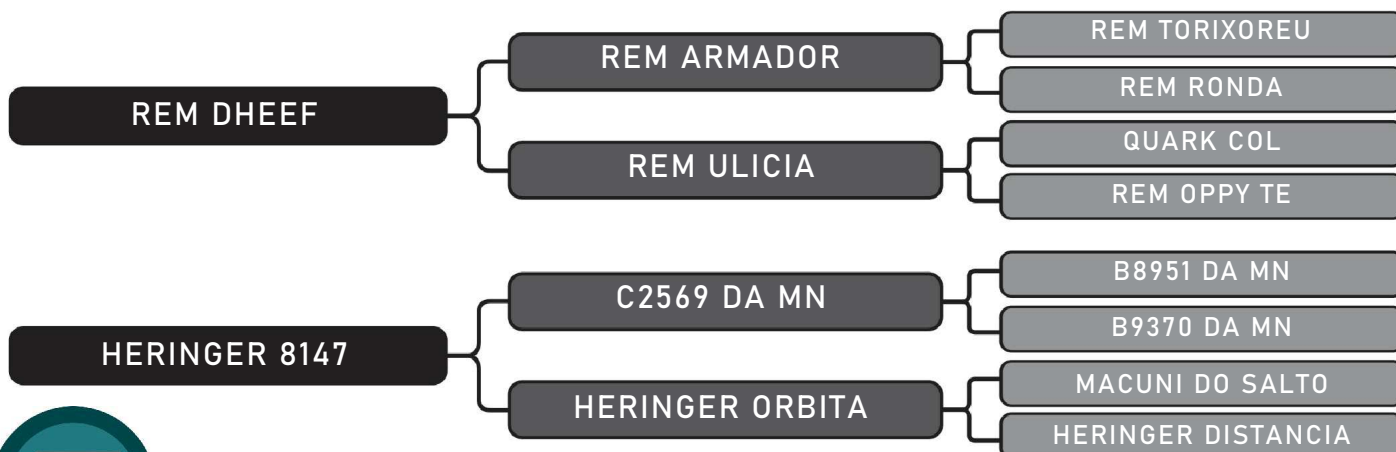 REM TORIXOREU
REM ARMADOR
REM RONDA
REM DHEEF
QUARK COL
REM ULICIA
REM OPPY TE
B8951 DA MN
C2569 DA MN
B9370 DA MN
HERINGER 8147
MACUNI DO SALTO
HERINGER ORBITA
HERINGER DISTANCIA